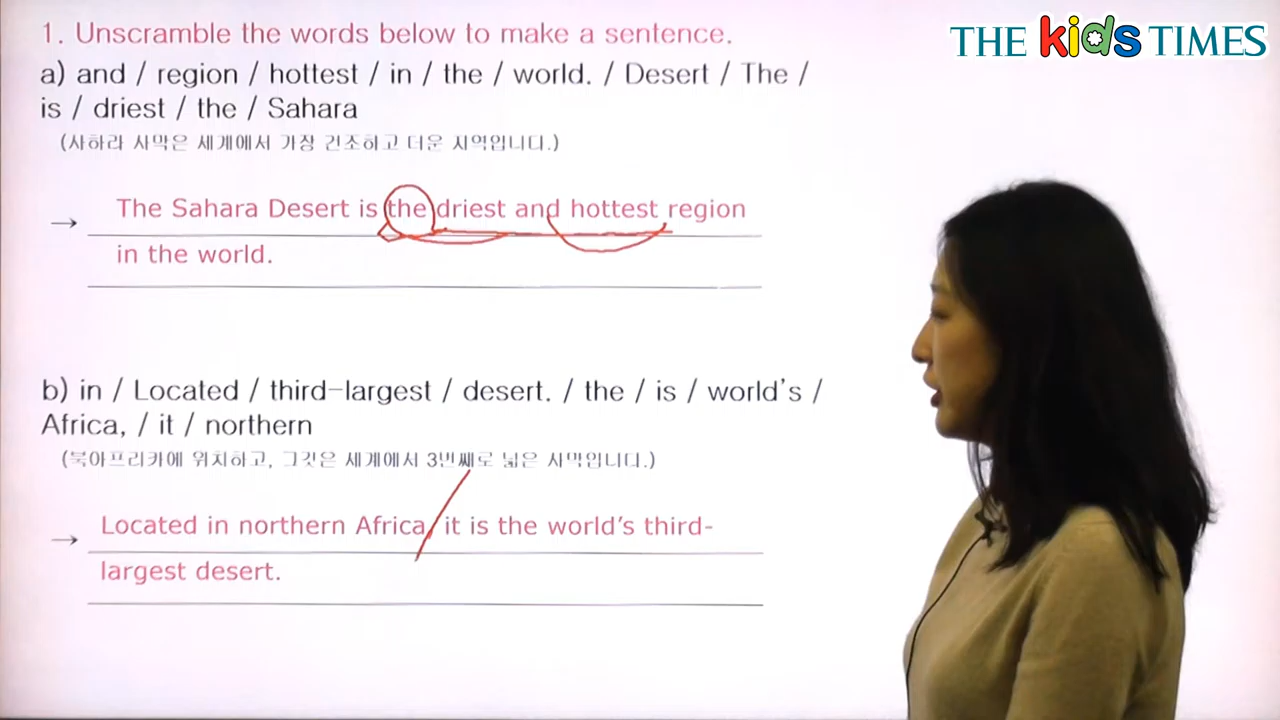 1. Unscramble the words below to make a sentence.
THE kids TIMES
a) and / region / hottest / in / the / world. / Desert / The /
is / driest / the / Sahara
(사하라 사막은 세계에서 가장 건조하고 더운 지역입니다.)
→ The Sahara Desert is the driest and hottest region
in the world.
b) in / Located / third-largest / desert. / the / is / world's /
Africa, / it / northern
(북아프리카에 위치하고, 그것은 세계에서 3번째로 넓은 사막입니다.)
→ Located in northern Africa, it is the world's third-
largest desert.